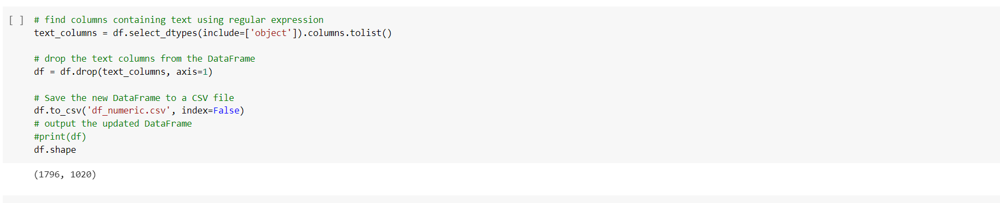 [ ] # find columns containing text using regular expression
text_columns = df.select_dtypes(include=['object']).columns.tolist()
# drop the text columns from the DataFrame
df = df.drop(text_columns, axis=1)
# Save the new DataFrame to a CSV file
df.to_csv('df_numeric.csv', index=False)
# output the updated DataFrame
#print(df)
df.shape
(1796, 1020)